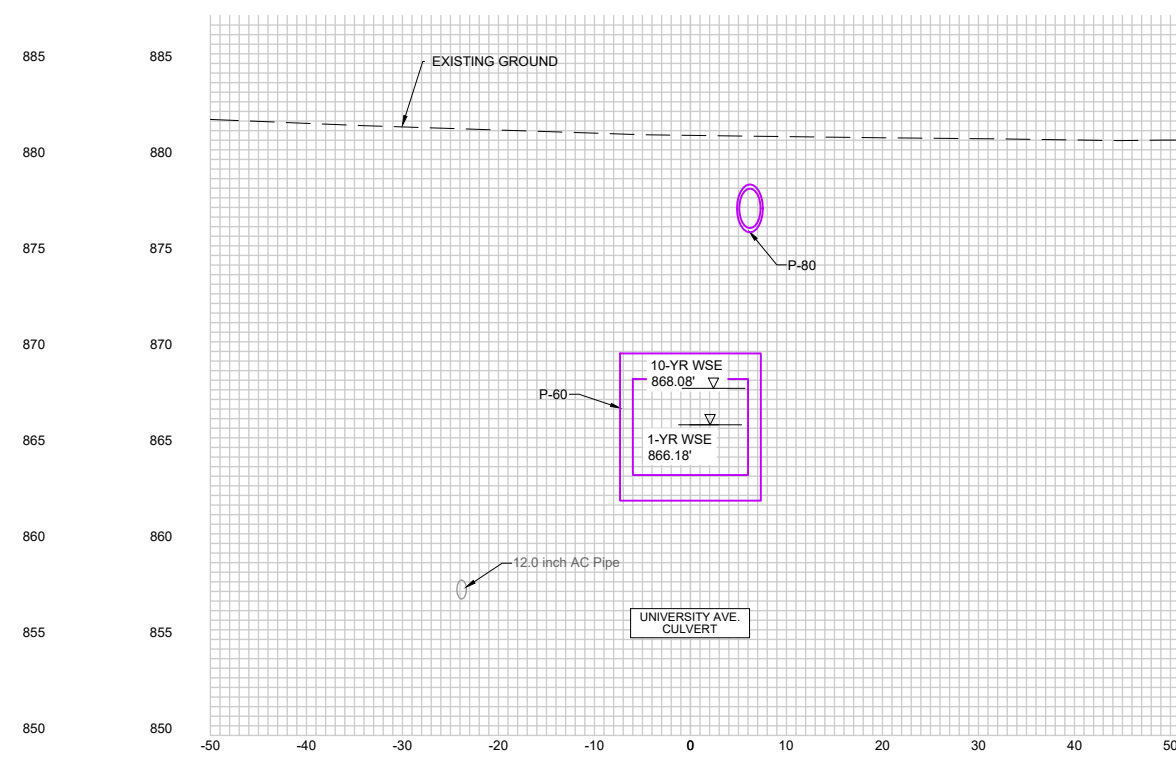 885 885
EXISTING GROUND
880 880
875 875
P-80
870 870
10-YR WSE
868.08'
P-60
865 865
1-YR WSE
866.18'
860 860
12.0 inch AC Pipe
UNIVERSITY AVE.
CULVERT
855 855
850 850
-50 -40 -30 -20 -10 0 10 20 30 40 50